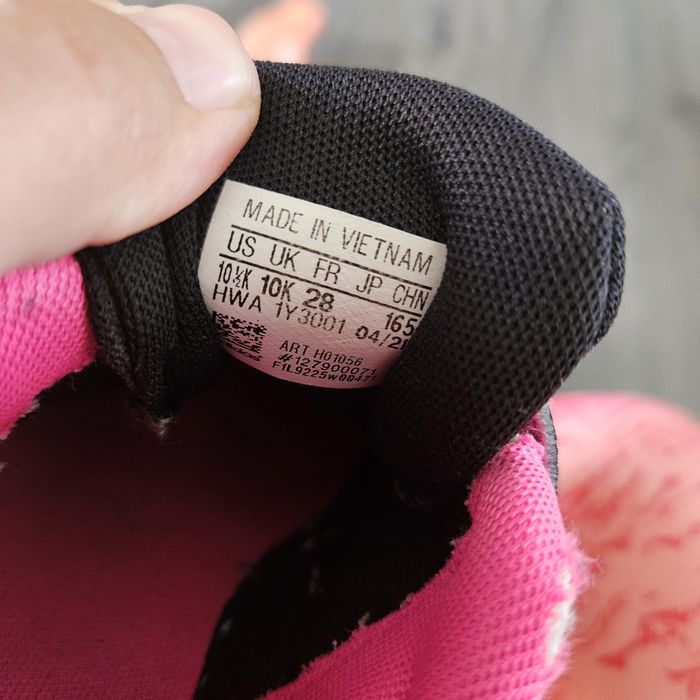 MADE IN VIETNAM
US UK FR JP CHN
10½K 10K 28 165
HWA 1Y3001 04/21
ART H01056
#127900071